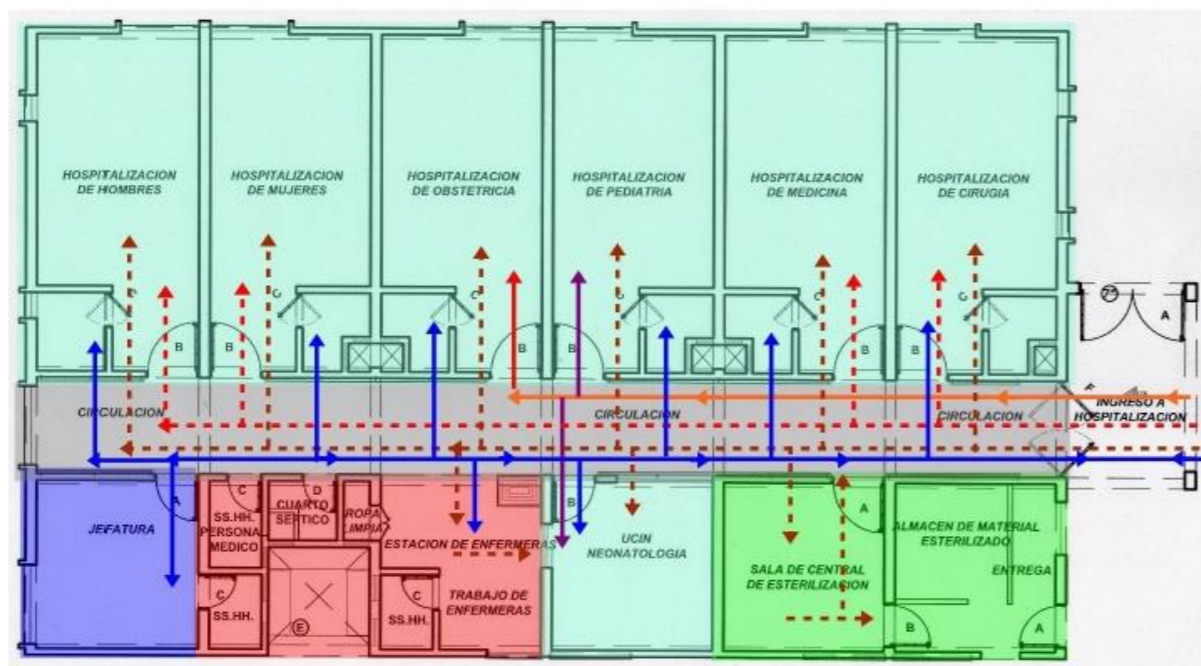 HOSPITALIZACION
DE HOMBRES
HOSPITALIZACION
DE MUJERES
HOSPITALIZACION
DE OBSTETRICIA
HOSPITALIZACION
DE PEDIATRIA
HOSPITALIZACION
DE MEDICINA
HOSPITALIZACION
DE CIRUGIA
C
C
C
C
C
C
B
B
B
B
B
B
A
CIRCULACION
CIRCULACION
CIRCULACION
F
INGRESO A
HOSPITALIZACION
JEFATURA
A
C
SS.HH.
PERSONAL
MEDICO
D
CUARTO
SEPTICO
ROPA
LIMPIA
ESTACION DE ENFERMERAS
B
UCIN
NEONATOLOGIA
A
SALA DE CENTRAL
DE ESTERILIZACION
ALMACEN DE MATERIAL
ESTERILIZADO
ENTREGA
C
SS.HH.
E
C
SS.HH.
TRABAJO DE
ENFERMERAS
B
A